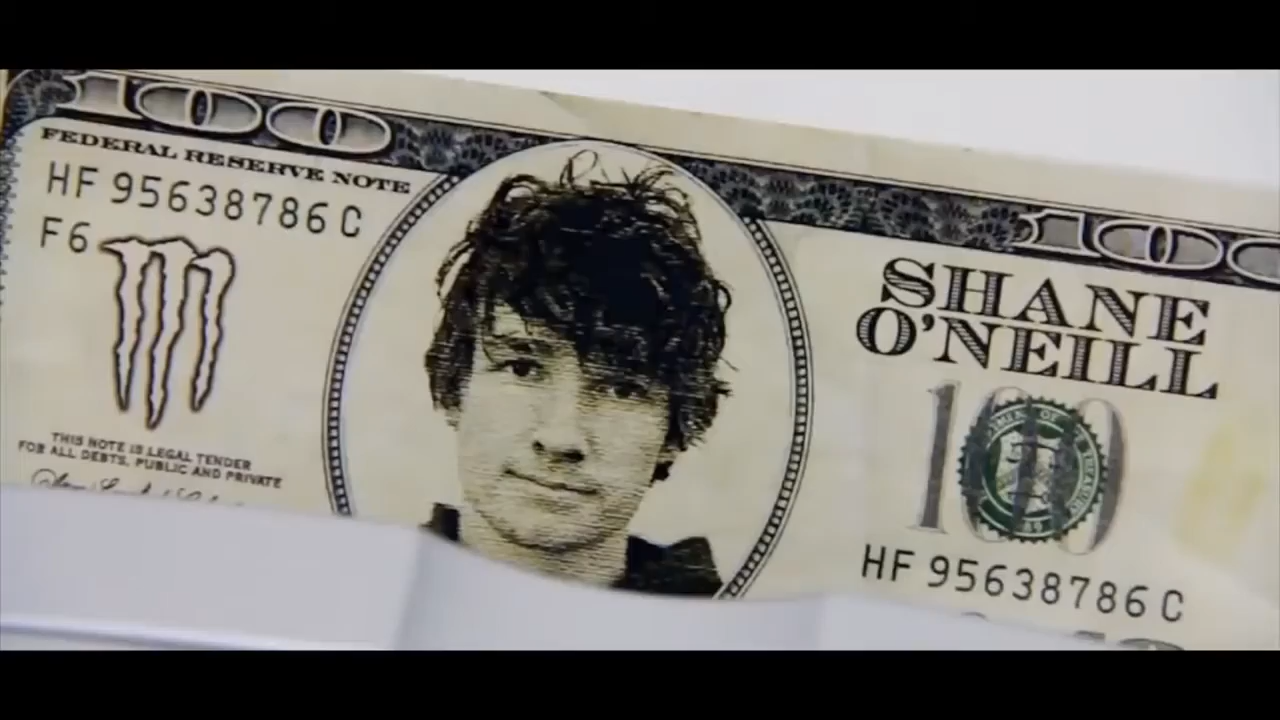 100
100
FEDERAL RESERVE NOTE
HF 95638786 C
F6
SHANE
O'NEILL
100
THIS NOTE IS LEGAL TENDER
FOR ALL DEBTS, PUBLIC AND PRIVATE
HF 95638786 C